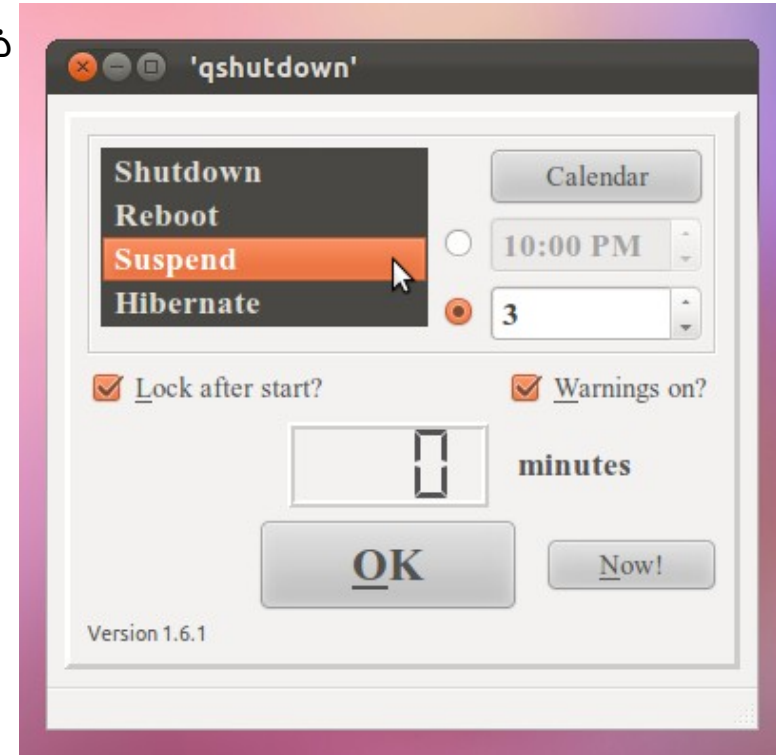 'qshutdown'
Shutdown
Reboot
Suspend
Hibernate
Calendar
10:00 PM
3
Lock after start?
Warnings on?
0
minutes
OK
Now!
Version 1.6.1